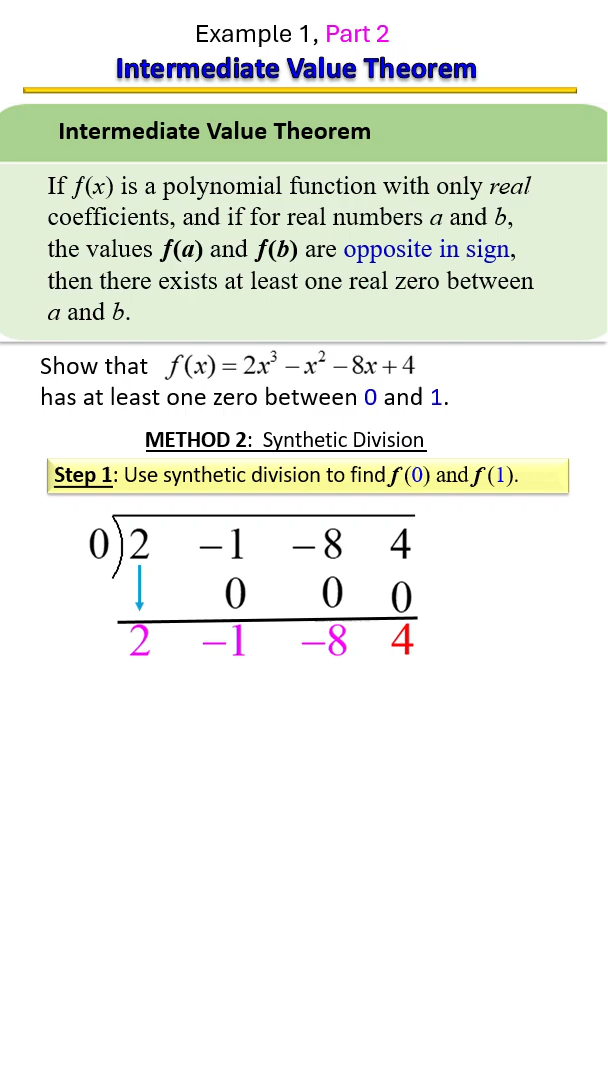 Example 1, Part 2
Intermediate Value Theorem
Intermediate Value Theorem
If f(x) is a polynomial function with only real
coefficients, and if for real numbers a and b,
the values f(a) and f(b) are opposite in sign,
then there exists at least one real zero between
a and b.
Show that f(x) = 2x³ – x² – 8x + 4
has at least one zero between 0 and 1.
METHOD 2: Synthetic Division
Step 1: Use synthetic division to find f (0) and f (1).
0)2 –1 –8 4
0 0 0
2 –1 –8 4